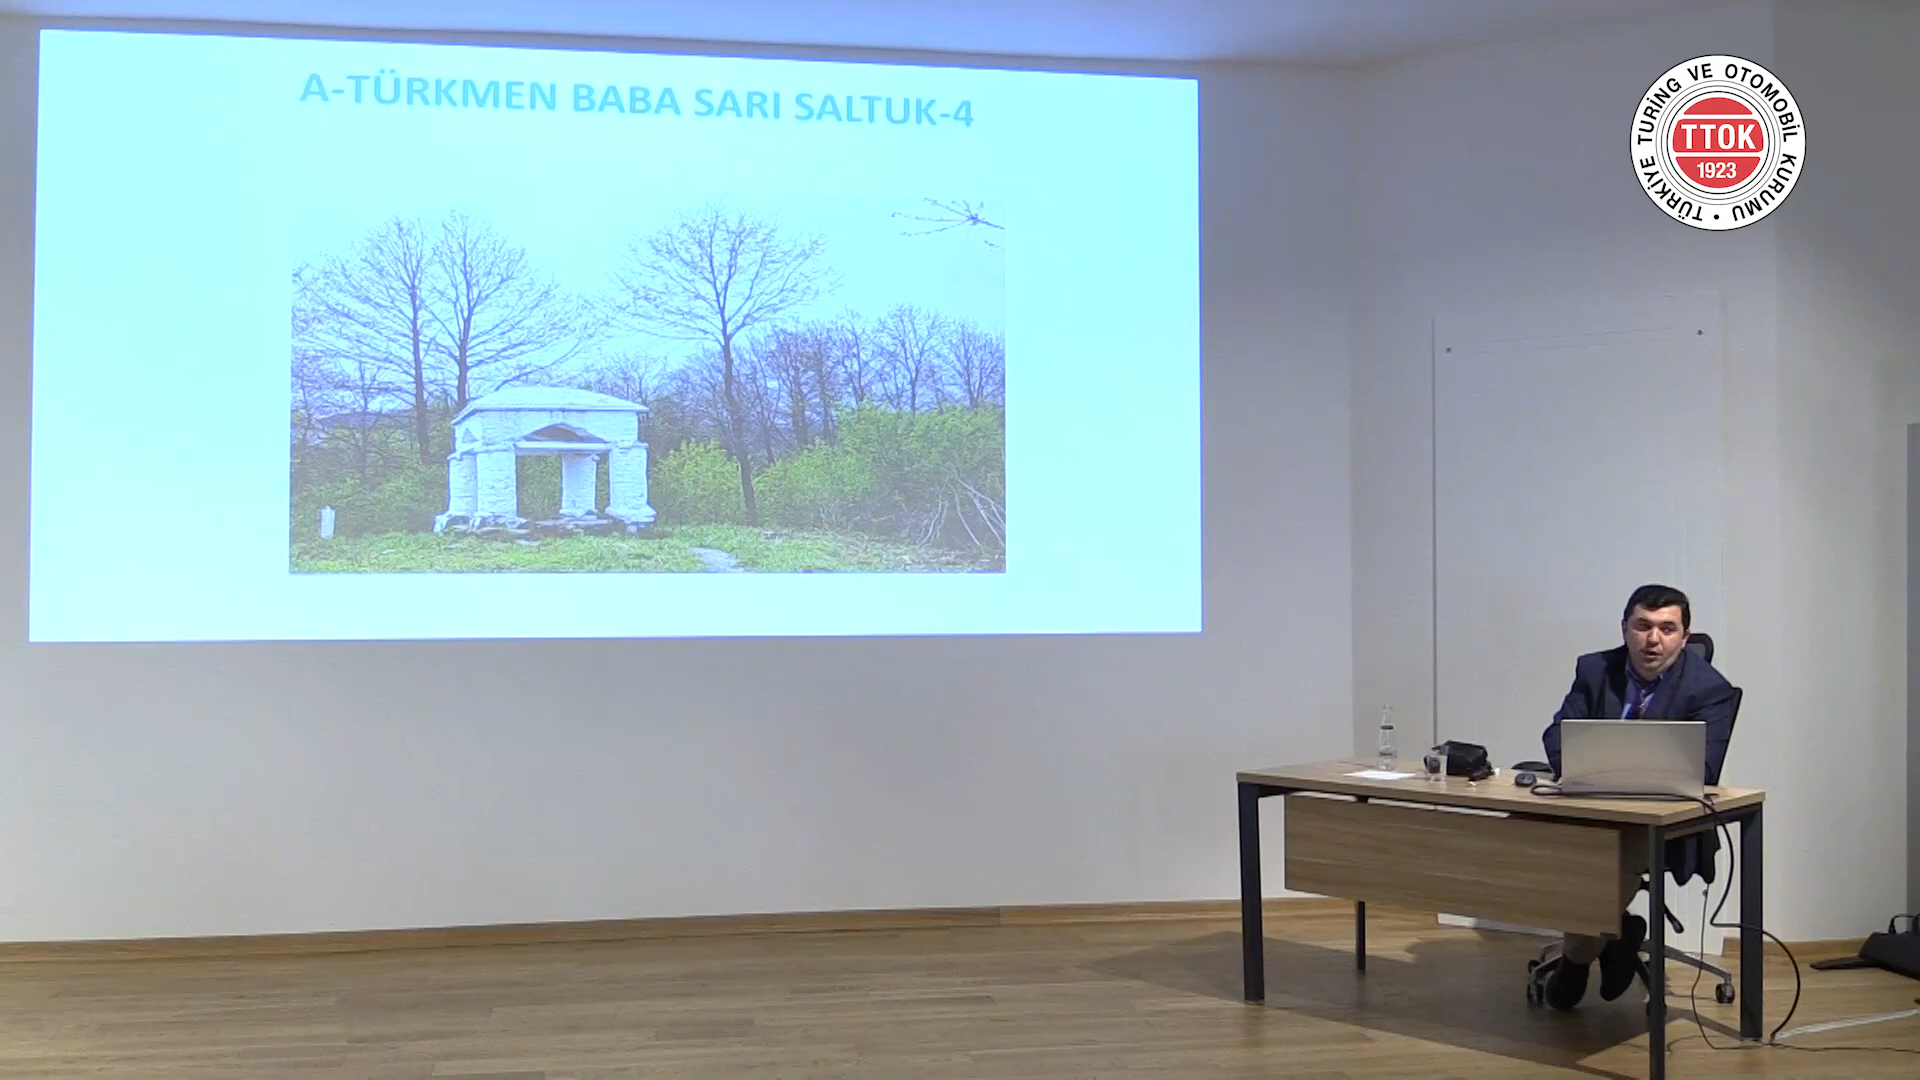 A-TÜRKMEN BABA SARI SALTUK-4
TÜRKİYE TURİNG VE OTOMOBİL KURUMU •
TTOK
1923